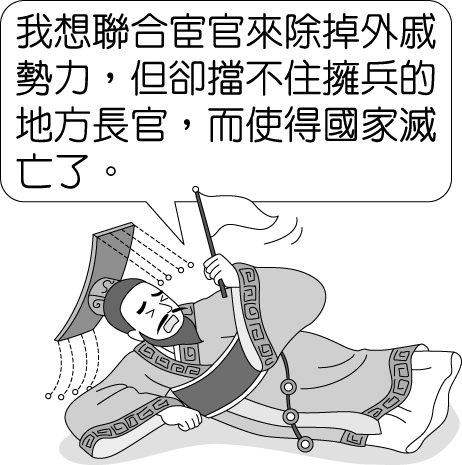 我想聯合宦官來除掉外戚
勢力，但卻擋不住擁兵的
地方長官，而使得國家滅
亡了。